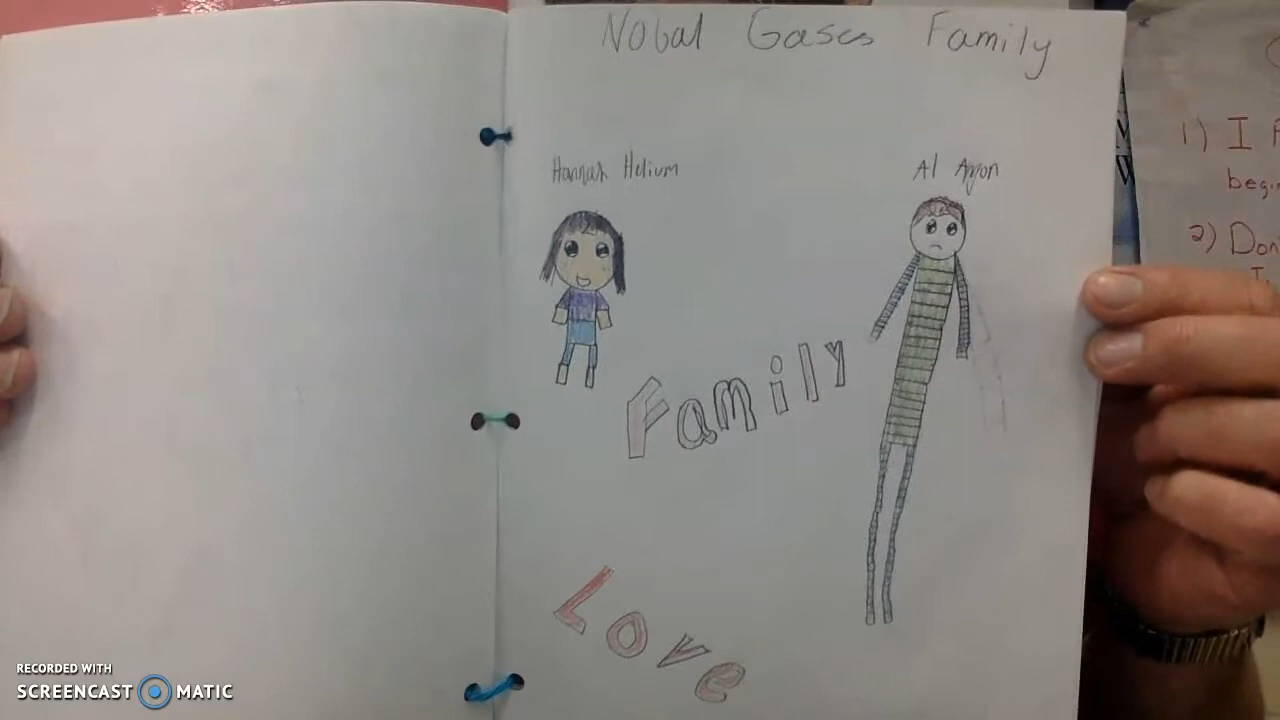 Nobal Gases Family
Hannah Helium
Al Argon
Family
Love
1) I
begi
2) Don
RECORDED WITH
SCREENCAST MATIC